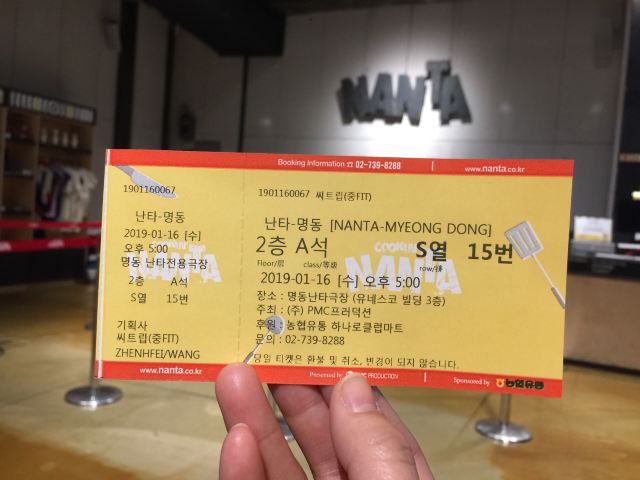 NANTA
Booking Information ☎ 02-739-8288 | www.nanta.co.kr
1901160067
난타-명동
2019-01-16 [수]
오후 5:00
명동 난타전용극장
2층 A석
S열 15번
기획사
씨트립(중FIT)
ZHENHFEI/WANG
www.nanta.co.kr
1901160067 씨트립(중FIT)
난타-명동 [NANTA-MYEONG DONG]
2층 A석 S열 15번
Floor/层 class/等级 row/排
2019-01-16 [수] 오후 5:00
COOKIN' NANTA
장소 : 명동난타극장 (유네스코 빌딩 3층)
주최 : (주) PMC프러덕션
후원 : 농협유통 하나로클럽마트
문의 : 02-739-8288
당일 티켓은 환불 및 취소, 변경이 되지 않습니다.
Presented by PMC PRODUCTION | Sponsored by 농협유통